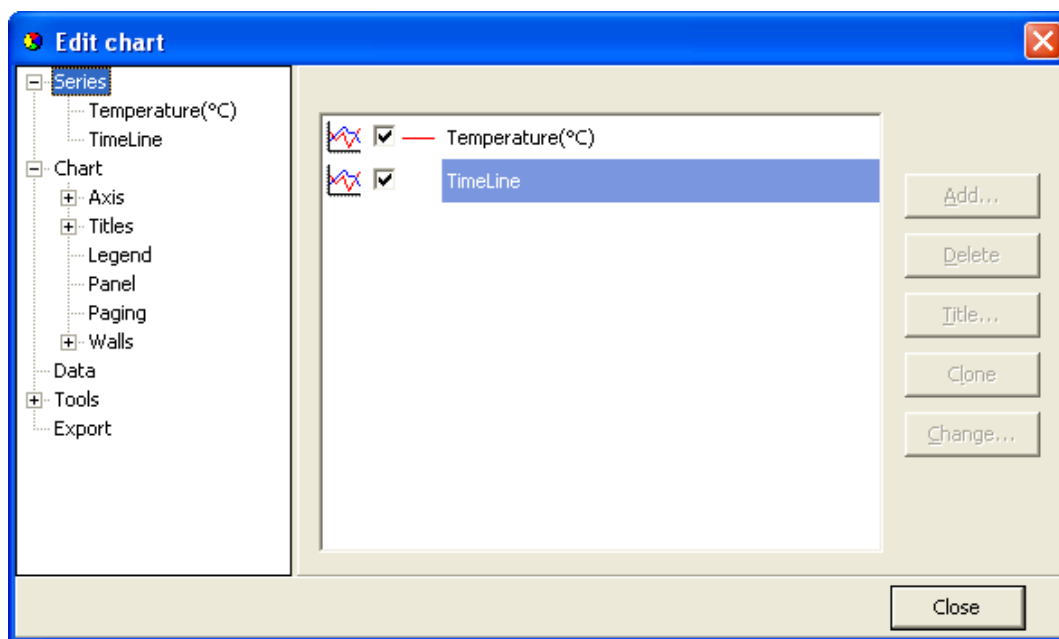 Edit chart
Series
Temperature(°C)
TimeLine
Chart
Axis
Titles
Legend
Panel
Paging
Walls
Data
Tools
Export
Temperature(°C)
TimeLine
Add...
Delete
Title...
Clone
Change...
Close